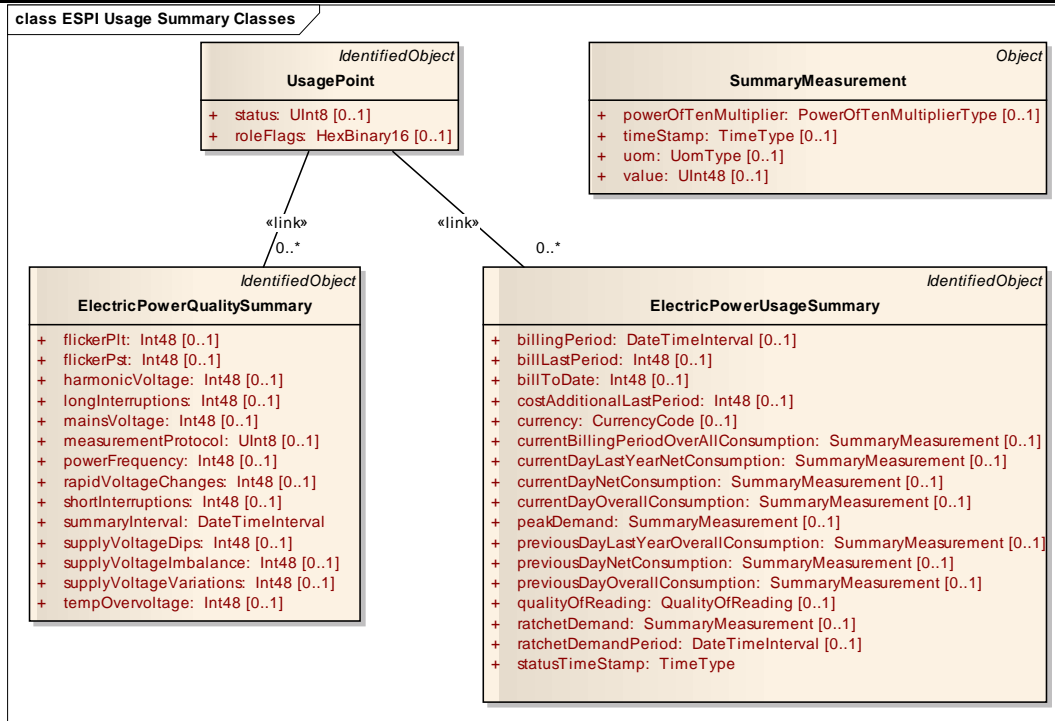 class ESPI Usage Summary Classes
IdentifiedObject
UsagePoint
+ status: UInt8 [0..1]
+ roleFlags: HexBinary16 [0..1]
Object
SummaryMeasurement
+ powerOfTenMultiplier: PowerOfTenMultiplierType [0..1]
+ timeStamp: TimeType [0..1]
+ uom: UomType [0..1]
+ value: UInt48 [0..1]
«link»
0..*
«link»
0..*
IdentifiedObject
ElectricPowerQualitySummary
+ flickerPlt: Int48 [0..1]
+ flickerPst: Int48 [0..1]
+ harmonicVoltage: Int48 [0..1]
+ longInterruptions: Int48 [0..1]
+ mainsVoltage: Int48 [0..1]
+ measurementProtocol: UInt8 [0..1]
+ powerFrequency: Int48 [0..1]
+ rapidVoltageChanges: Int48 [0..1]
+ shortInterruptions: Int48 [0..1]
+ summaryInterval: DateTimeInterval
+ supplyVoltageDips: Int48 [0..1]
+ supplyVoltageImbalance: Int48 [0..1]
+ supplyVoltageVariations: Int48 [0..1]
+ tempOvervoltage: Int48 [0..1]
IdentifiedObject
ElectricPowerUsageSummary
+ billingPeriod: DateTimeInterval [0..1]
+ billLastPeriod: Int48 [0..1]
+ billToDate: Int48 [0..1]
+ costAdditionalLastPeriod: Int48 [0..1]
+ currency: CurrencyCode [0..1]
+ currentBillingPeriodOverAllConsumption: SummaryMeasurement [0..1]
+ currentDayLastYearNetConsumption: SummaryMeasurement [0..1]
+ currentDayNetConsumption: SummaryMeasurement [0..1]
+ currentDayOverallConsumption: SummaryMeasurement [0..1]
+ peakDemand: SummaryMeasurement [0..1]
+ previousDayLastYearOverallConsumption: SummaryMeasurement [0..1]
+ previousDayNetConsumption: SummaryMeasurement [0..1]
+ previousDayOverallConsumption: SummaryMeasurement [0..1]
+ qualityOfReading: QualityOfReading [0..1]
+ ratchetDemand: SummaryMeasurement [0..1]
+ ratchetDemandPeriod: DateTimeInterval [0..1]
+ statusTimeStamp: TimeType